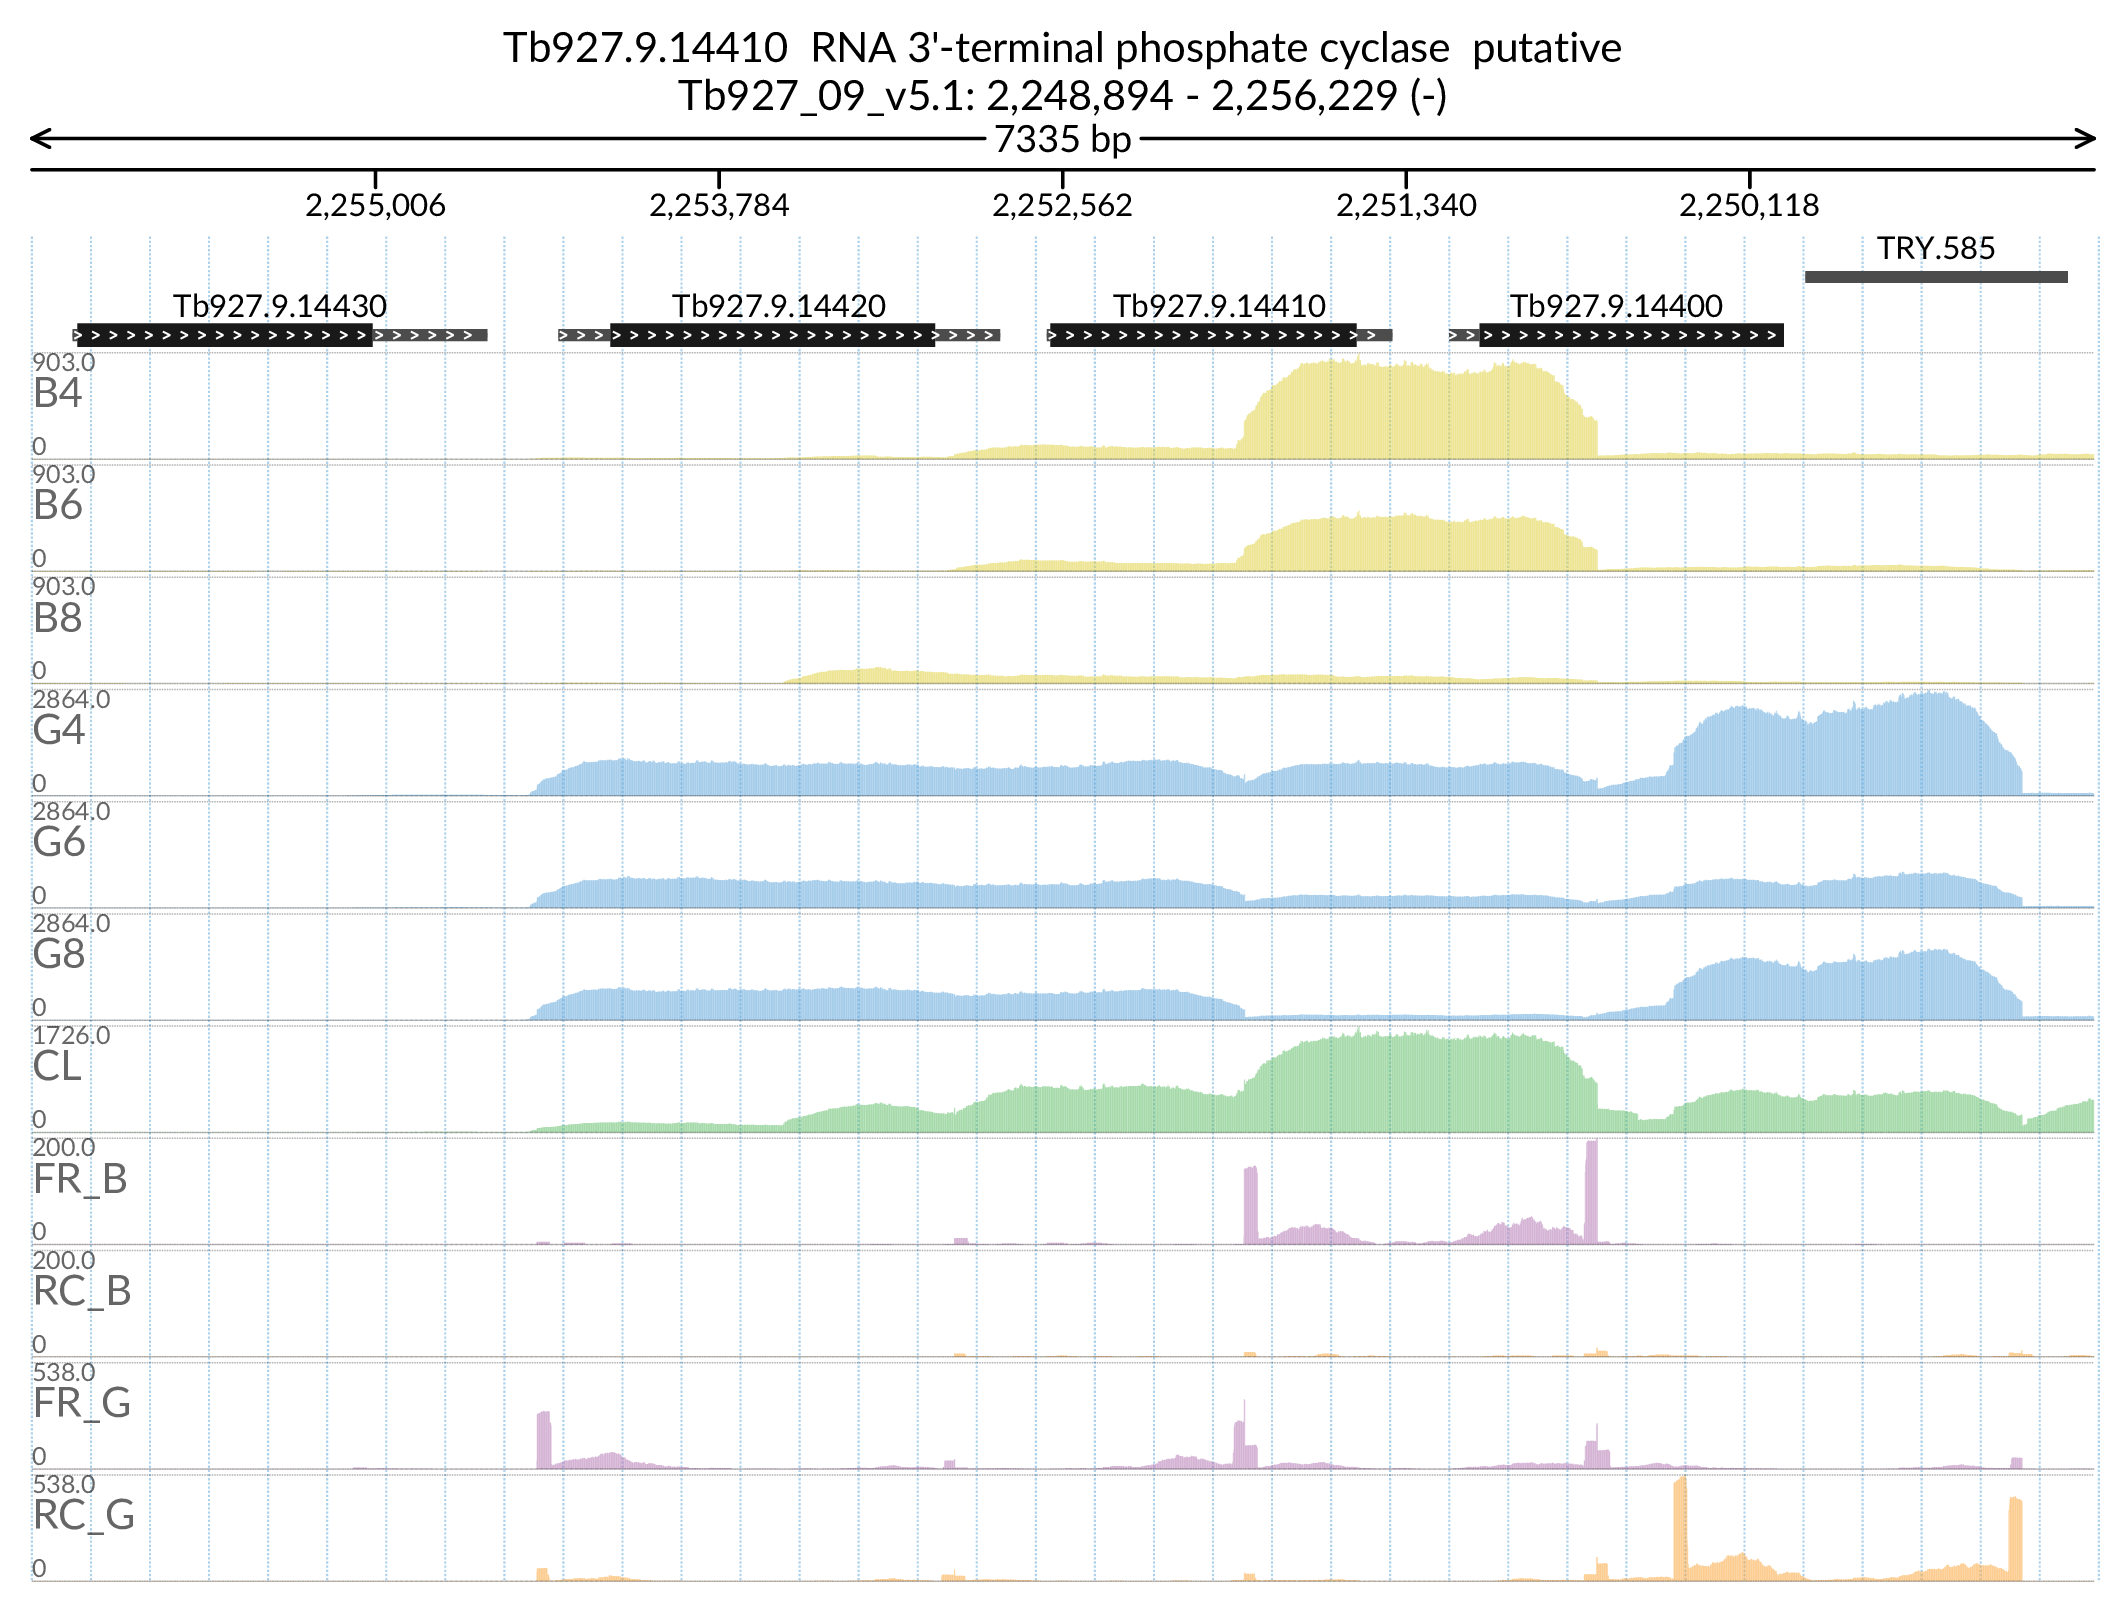 Tb927.9.14410 RNA 3'-terminal phosphate cyclase putative
Tb927_09_v5.1: 2,248,894 - 2,256,229 (-)
7335 bp
2,255,006 2,253,784 2,252,562 2,251,340 2,250,118
TRY.585
Tb927.9.14430 Tb927.9.14420 Tb927.9.14410 Tb927.9.14400
903.0
B4
0
903.0
B6
0
903.0
B8
0
2864.0
G4
0
2864.0
G6
0
2864.0
G8
0
1726.0
CL
0
200.0
FR_B
0
200.0
RC_B
0
538.0
FR_G
0
538.0
RC_G
0